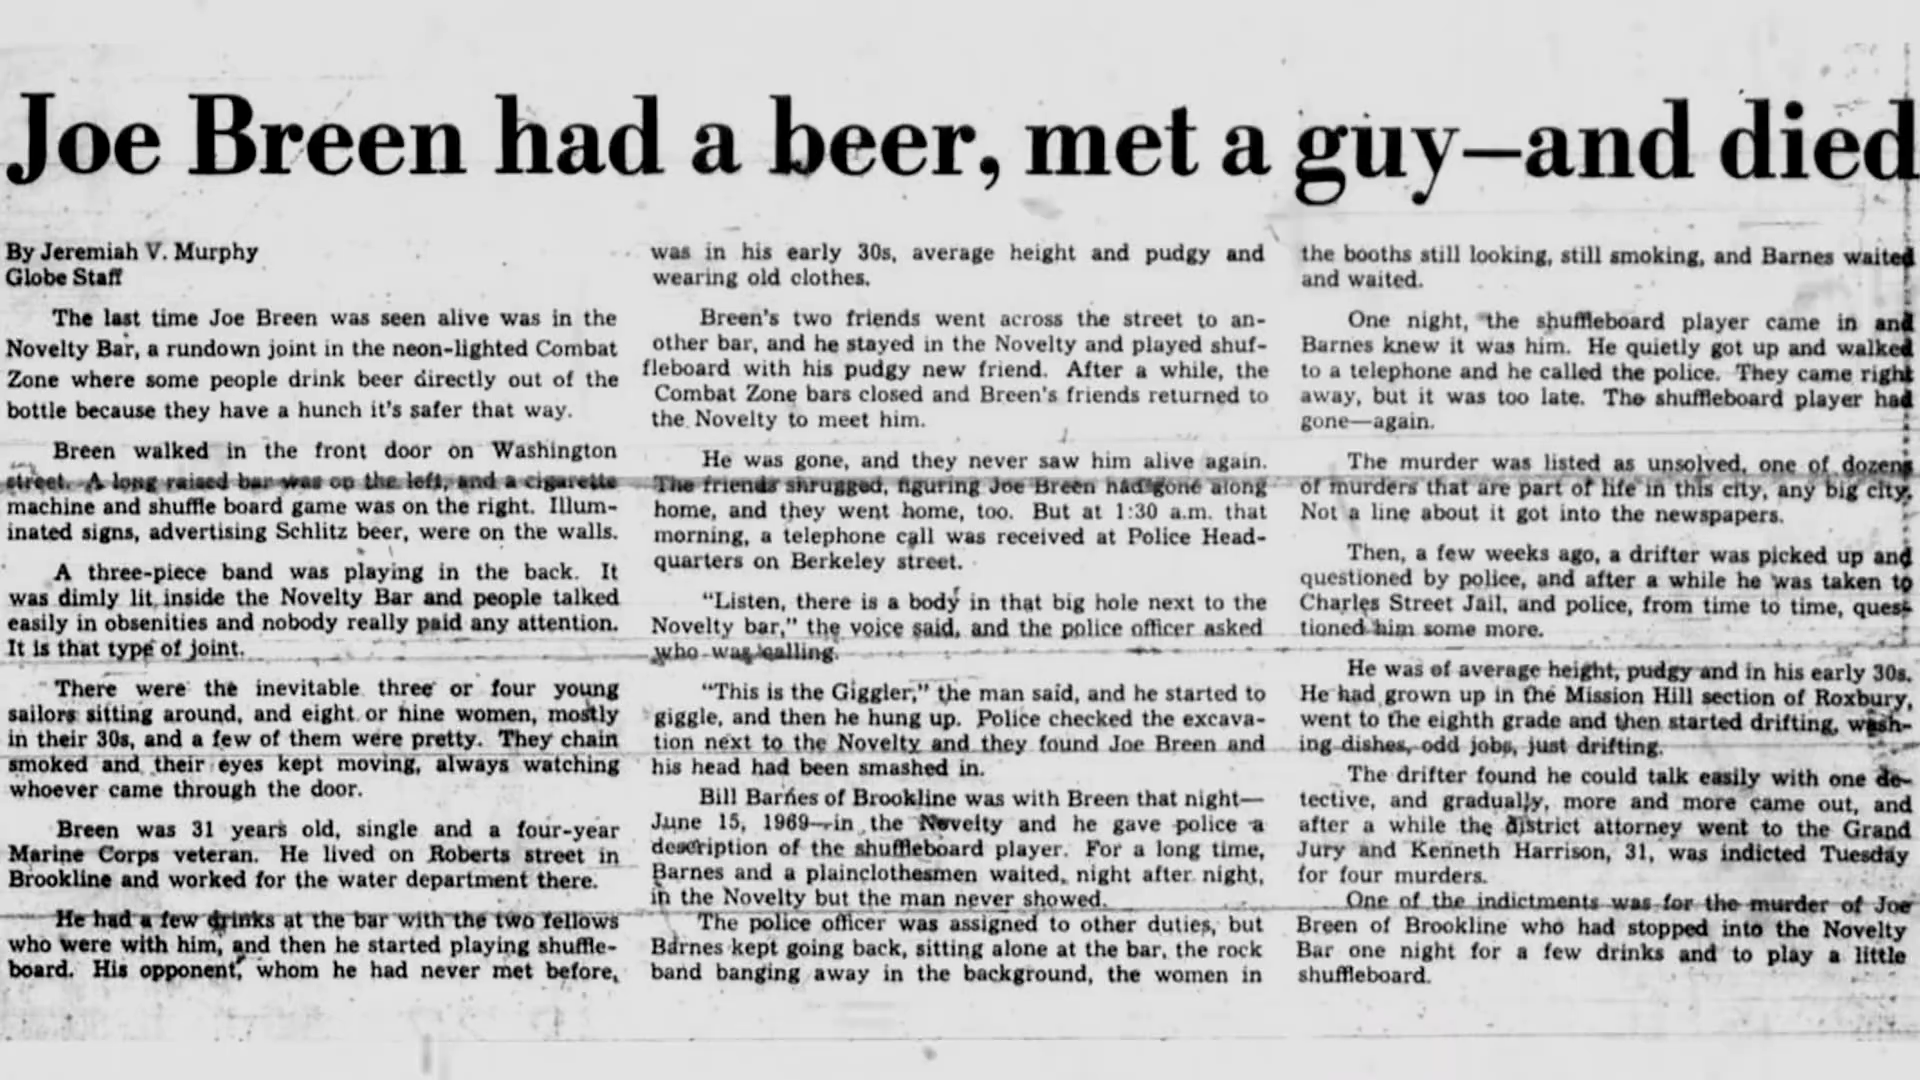 Joe Breen had a beer, met a guy—and died
By Jeremiah V. Murphy
Globe Staff
The last time Joe Breen was seen alive was in the
Novelty Bar, a rundown joint in the neon-lighted Combat
Zone where some people drink beer directly out of the
bottle because they have a hunch it's safer that way.
Breen walked in the front door on Washington
street. A long raised bar was on the left, and a cigarette
machine and shuffle board game was on the right. Illum-
inated signs, advertising Schlitz beer, were on the walls.
A three-piece band was playing in the back. It
was dimly lit inside the Novelty Bar and people talked
easily in obsenities and nobody really paid any attention.
It is that type of joint.
There were the inevitable three or four young
sailors sitting around, and eight or nine women, mostly
in their 30s, and a few of them were pretty. They chain
smoked and their eyes kept moving, always watching
whoever came through the door.
Breen was 31 years old, single and a four-year
Marine Corps veteran. He lived on Roberts street in
Brookline and worked for the water department there.
He had a few drinks at the bar with the two fellows
who were with him, and then he started playing shuffle-
board. His opponent, whom he had never met before,
was in his early 30s, average height and pudgy and
wearing old clothes.
Breen's two friends went across the street to an-
other bar, and he stayed in the Novelty and played shuf-
fleboard with his pudgy new friend. After a while, the
Combat Zone bars closed and Breen's friends returned to
the Novelty to meet him.
He was gone, and they never saw him alive again.
The friends shrugged, figuring Joe Breen had gone along
home, and they went home, too. But at 1:30 a.m. that
morning, a telephone call was received at Police Head-
quarters on Berkeley street.
"Listen, there is a body in that big hole next to the
Novelty bar," the voice said, and the police officer asked
who was calling.
"This is the Giggler," the man said, and he started to
giggle, and then he hung up. Police checked the excava-
tion next to the Novelty and they found Joe Breen and
his head had been smashed in.
Bill Barnes of Brookline was with Breen that night—
June 15, 1969—in the Novelty and he gave police a
description of the shuffleboard player. For a long time,
Barnes and a plainclothesmen waited, night after night,
in the Novelty but the man never showed.
The police officer was assigned to other duties, but
Barnes kept going back, sitting alone at the bar, the rock
band banging away in the background, the women in
the booths still looking, still smoking, and Barnes waited
and waited.
One night, the shuffleboard player came in and
Barnes knew it was him. He quietly got up and walked
to a telephone and he called the police. They came right
away, but it was too late. The shuffleboard player had
gone—again.
The murder was listed as unsolved, one of dozens
of murders that are part of life in this city, any big city.
Not a line about it got into the newspapers.
Then, a few weeks ago, a drifter was picked up and
questioned by police, and after a while he was taken to
Charles Street Jail, and police, from time to time, ques-
tioned him some more.
He was of average height, pudgy and in his early 30s.
He had grown up in the Mission Hill section of Roxbury,
went to the eighth grade and then started drifting, wash-
ing dishes, odd jobs, just drifting.
The drifter found he could talk easily with one de-
tective, and gradually, more and more came out, and
after a while the district attorney went to the Grand
Jury and Kenneth Harrison, 31, was indicted Tuesday
for four murders.
One of the indictments was for the murder of Joe
Breen of Brookline who had stopped into the Novelty
Bar one night for a few drinks and to play a little
shuffleboard.